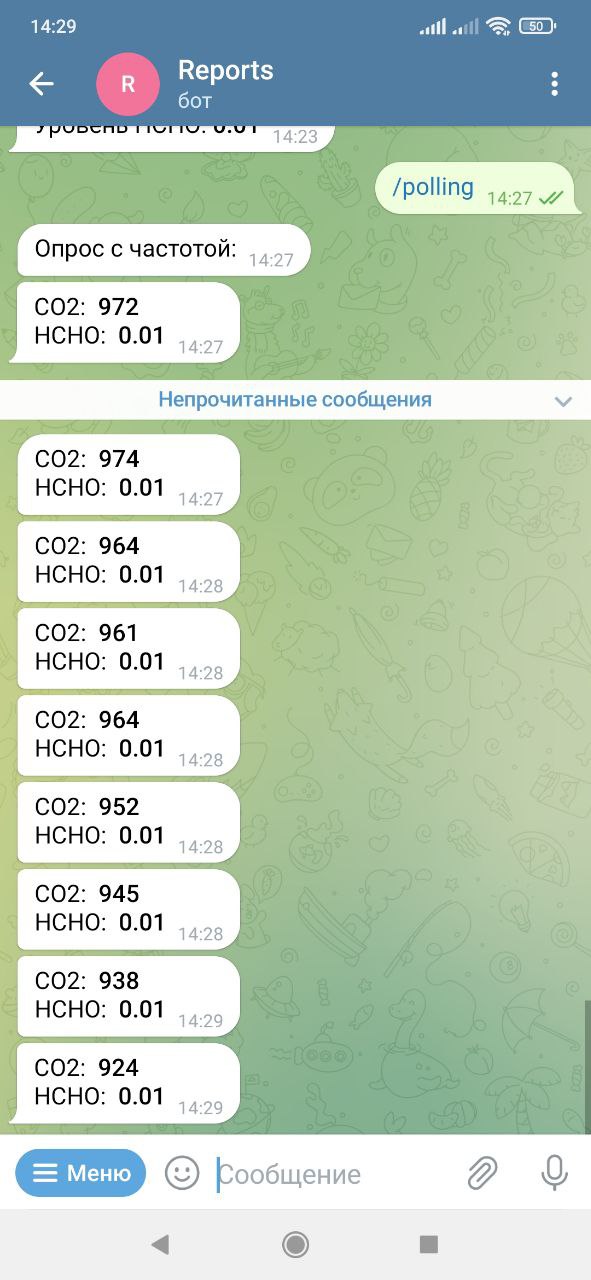 14:29
50
R
Reports
бот
Уровень HCHO: 0.01 14:23
/polling 14:27
Опрос с частотой: 14:27
CO2: 972
HCHO: 0.01 14:27
Непрочитанные сообщения
CO2: 974
HCHO: 0.01 14:27
CO2: 964
HCHO: 0.01 14:28
CO2: 961
HCHO: 0.01 14:28
CO2: 964
HCHO: 0.01 14:28
CO2: 952
HCHO: 0.01 14:28
CO2: 945
HCHO: 0.01 14:28
CO2: 938
HCHO: 0.01 14:29
CO2: 924
HCHO: 0.01 14:29
Меню
Сообщение